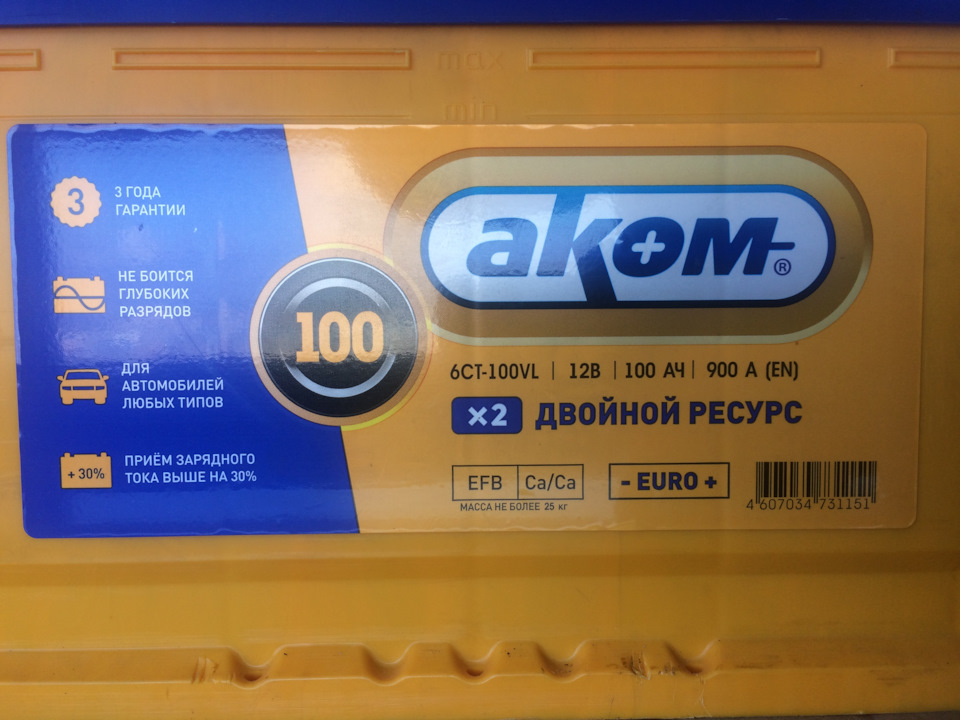 max
min
3
3 ГОДА
ГАРАНТИИ
НЕ БОИТСЯ
ГЛУБОКИХ
РАЗРЯДОВ
ДЛЯ
АВТОМОБИЛЕЙ
ЛЮБЫХ ТИПОВ
+ 30%
ПРИЁМ ЗАРЯДНОГО
ТОКА ВЫШЕ НА 30%
100
аком®
6СТ-100VL | 12В | 100 АЧ | 900 А (EN)
x2 ДВОЙНОЙ РЕСУРС
EFB Ca/Ca
МАССА НЕ БОЛЕЕ 25 кг
- EURO +
4 607034 731151